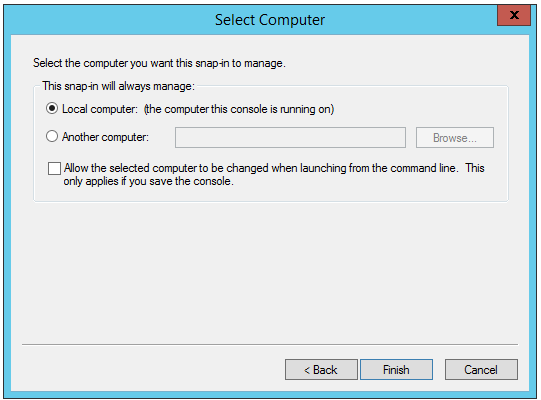 Select Computer
x
Select the computer you want this snap-in to manage.
This snap-in will always manage:
Local computer: (the computer this console is running on)
Another computer:
Browse...
Allow the selected computer to be changed when launching from the command line. This
only applies if you save the console.
< Back
Finish
Cancel